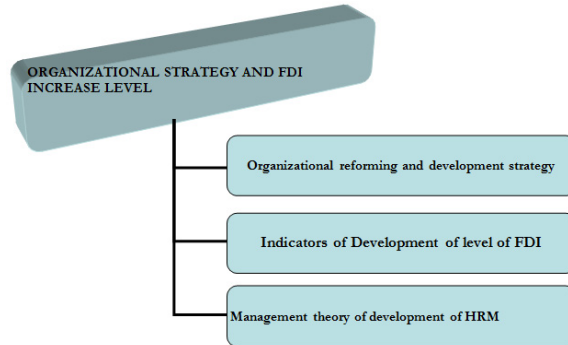 ORGANIZATIONAL STRATEGY AND FDI
INCREASE LEVEL
Organizational reforming and development strategy
Indicators of Development of level of FDI
Management theory of development of HRM